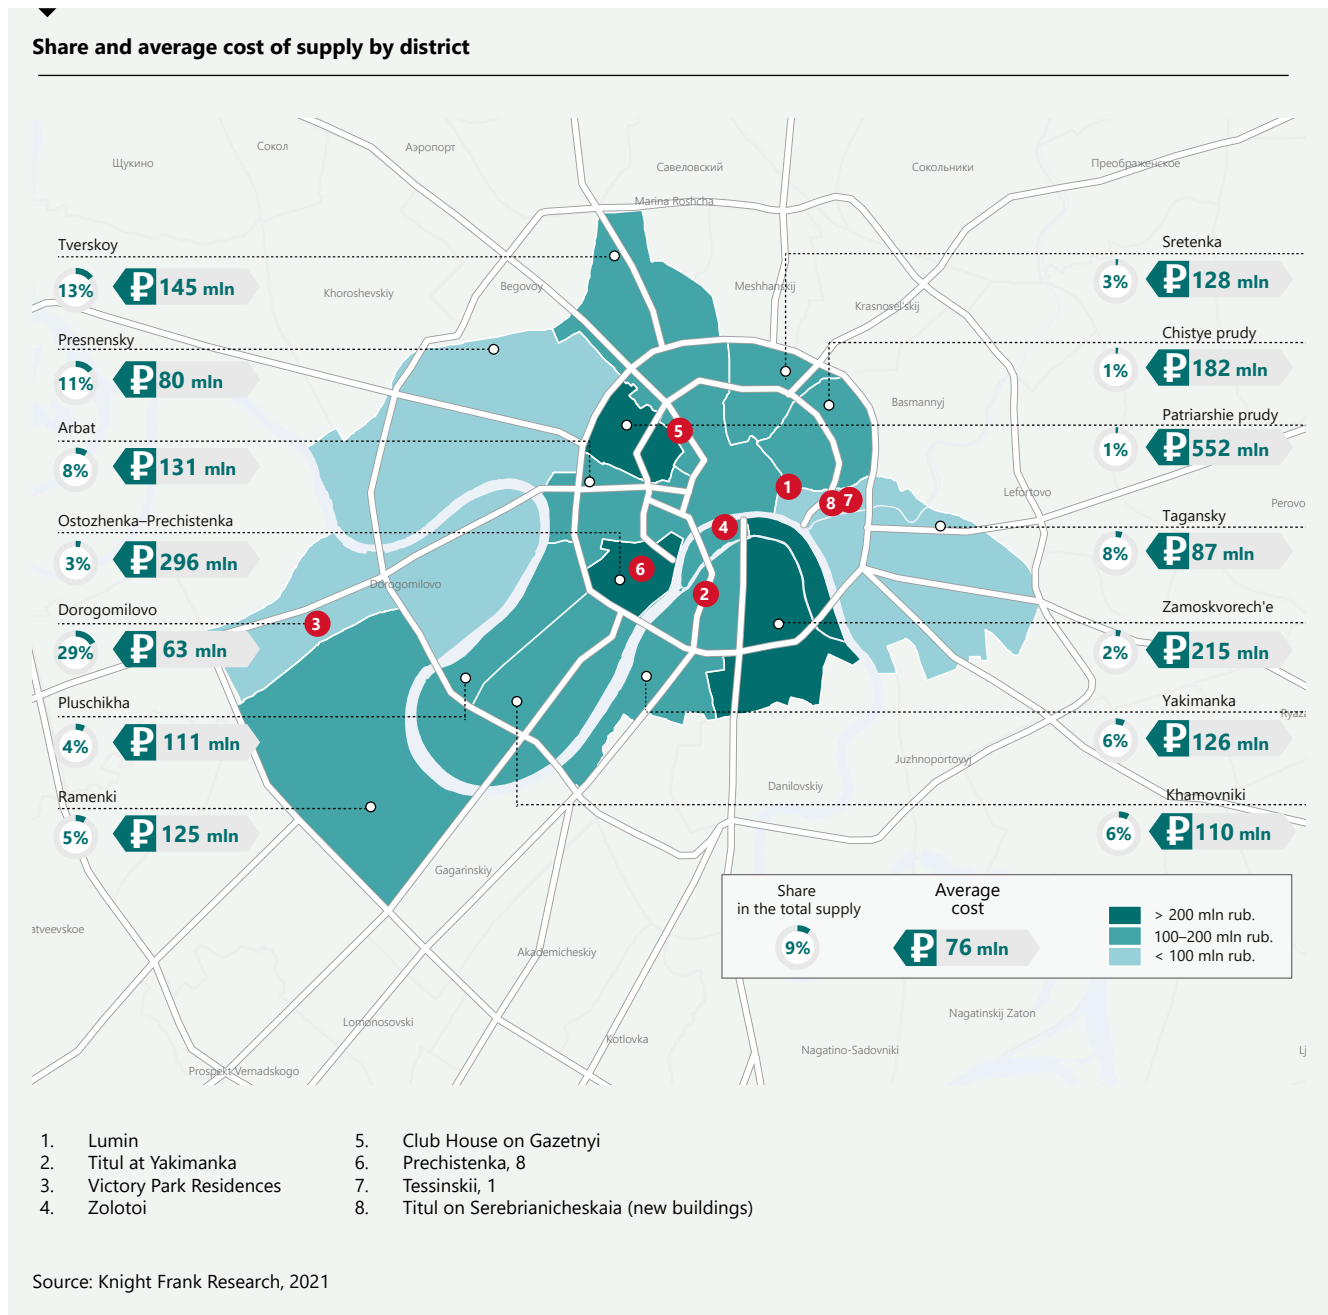 Share and average cost of supply by district
Сокол
Аэропорт
Щукино
Савеловский
Сокольники
Преображенское
Marina Roshcha
Tverskoy
13%
145 mln
Khoroshevskiy
Begovoy
Meshhanskij
Krasnosel'skij
Sretenka
3%
128 mln
Presnensky
11%
80 mln
Chistye prudy
1%
182 mln
Basmannyj
Arbat
8%
131 mln
Patriarshie prudy
1%
552 mln
5
1
8
7
Lefortovo
Perovo
Ostozhenka–Prechistenka
3%
296 mln
4
Tagansky
8%
87 mln
6
Dorogomilovo
2
Dorogomilovo
29%
63 mln
3
Zamoskvorech'e
2%
215 mln
Pluschikha
4%
111 mln
Yakimanka
6%
126 mln
Ryaza
Juzhnoportovyj
Danilovskiy
Ramenki
5%
125 mln
Khamovniki
6%
110 mln
Gagarinskiy
atveevskoe
Akademicheskiy
Share
in the total supply
9%
Average
cost
76 mln
> 200 mln rub.
100–200 mln rub.
< 100 mln rub.
Lomonosovski
Kotlovka
Nagatinskij Zaton
Nagatino-Sadovniki
Lj
Prospekt Vernadskogo
1. Lumin
2. Titul at Yakimanka
3. Victory Park Residences
4. Zolotoi
5. Club House on Gazetnyi
6. Prechistenka, 8
7. Tessinskii, 1
8. Titul on Serebrianicheskaia (new buildings)
Source: Knight Frank Research, 2021